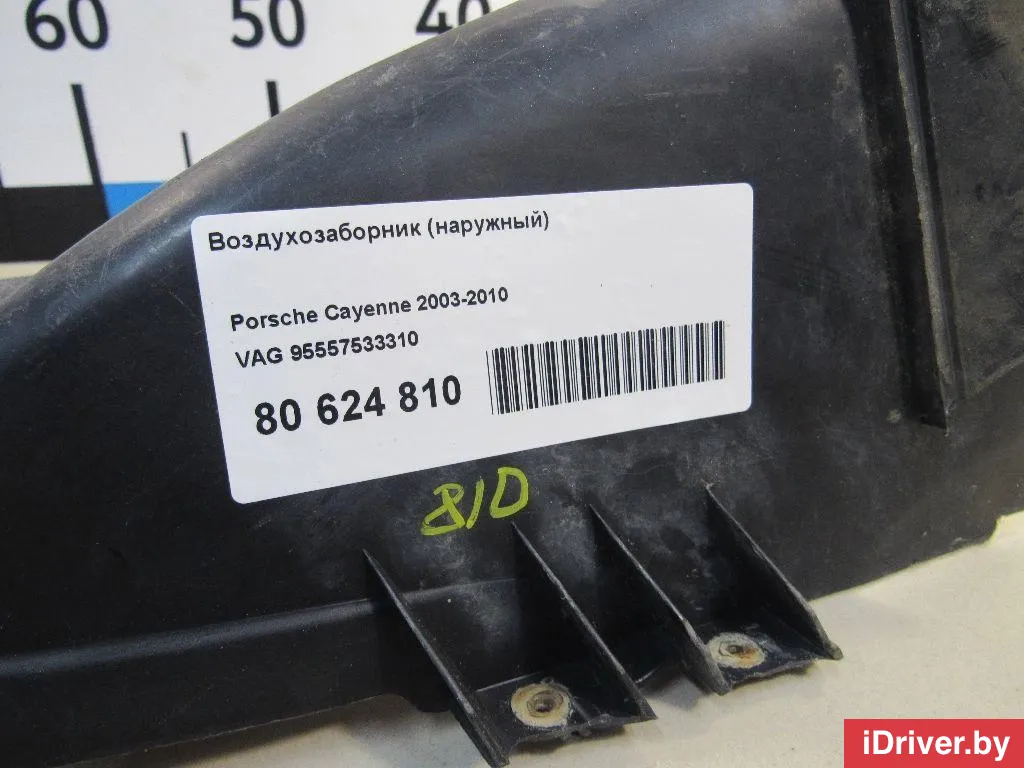 60 50 40
Воздухозаборник (наружный)
Porsche Cayenne 2003-2010
VAG 95557533310
80 624 810
810
iDriver.by